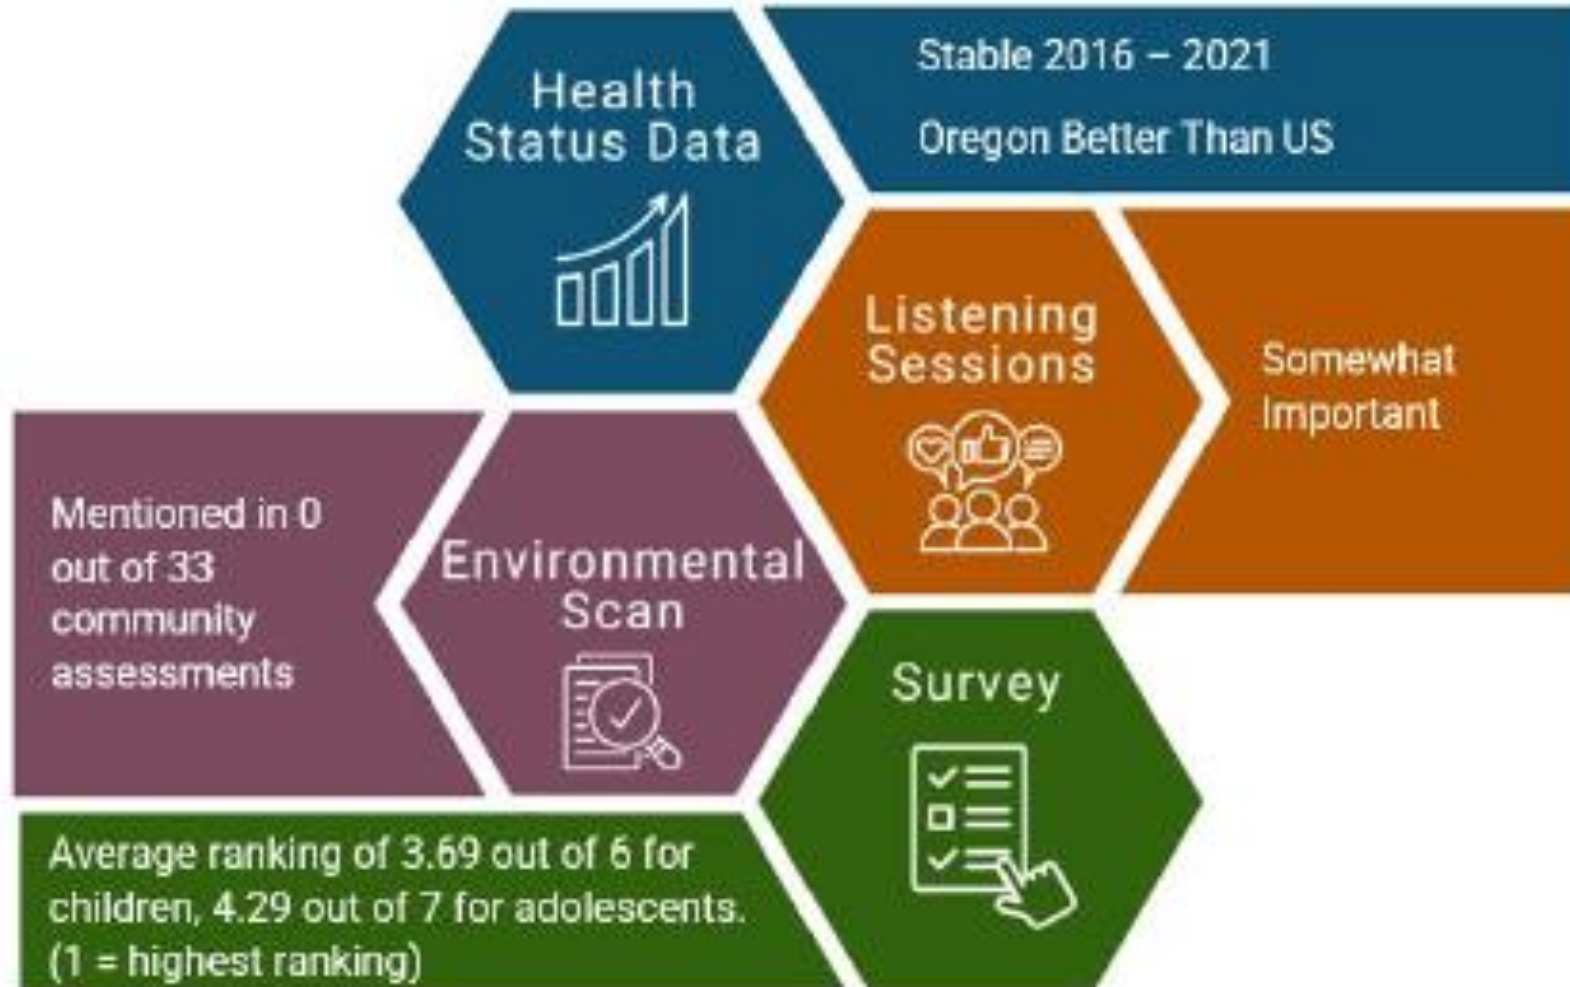 Health
Status Data
Stable 2016 – 2021
Oregon Better Than US
Listening
Sessions
Somewhat
Important
Environmental
Scan
Mentioned in 0
out of 33
community
assessments
Survey
Average ranking of 3.69 out of 6 for
children, 4.29 out of 7 for adolescents.
(1 = highest ranking)